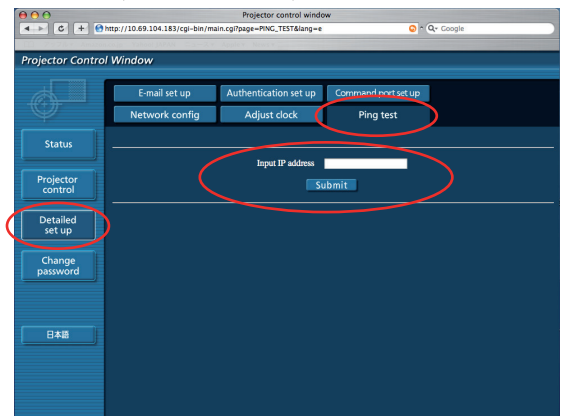 Projector control window
http://10.69.104.183/cgi-bin/main.cgi?page=PING_TEST&lang=e
Google
Projector Control Window
E-mail set up
Authentication set up
Command port set up
Network config
Adjust clock
Ping test
Status
Input IP address
Submit
Projector
control
Detailed
set up
Change
password
日本語